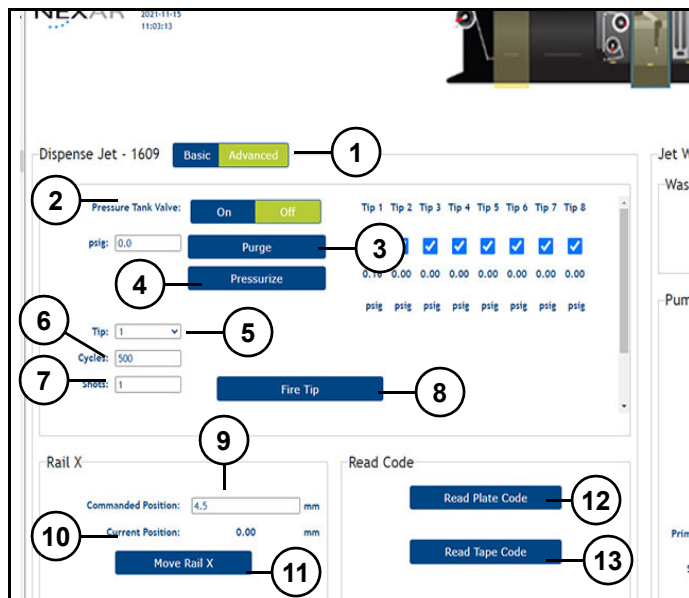 NEXAR
2021-11-15
11:03:13
Dispense Jet - 1609 Basic Advanced 1
Jet W
Was
2 Pressure Tank Valve: On Off
Tip 1 Tip 2 Tip 3 Tip 4 Tip 5 Tip 6 Tip 7 Tip 8
psig: 0.0 Purge 3
4 Pressurize
0.10 0.00 0.00 0.00 0.00 0.00 0.00 0.00
psig psig psig psig psig psig psig psig
Pum
6 Tip: 1 5
Cycles: 500
7 Shots: 1
Fire Tip 8
9
Rail X
Read Code
Commanded Position: 4.5 mm
Read Plate Code 12
10 Current Position: 0.00 mm
Prim
Move Rail X 11
Read Tape Code 13